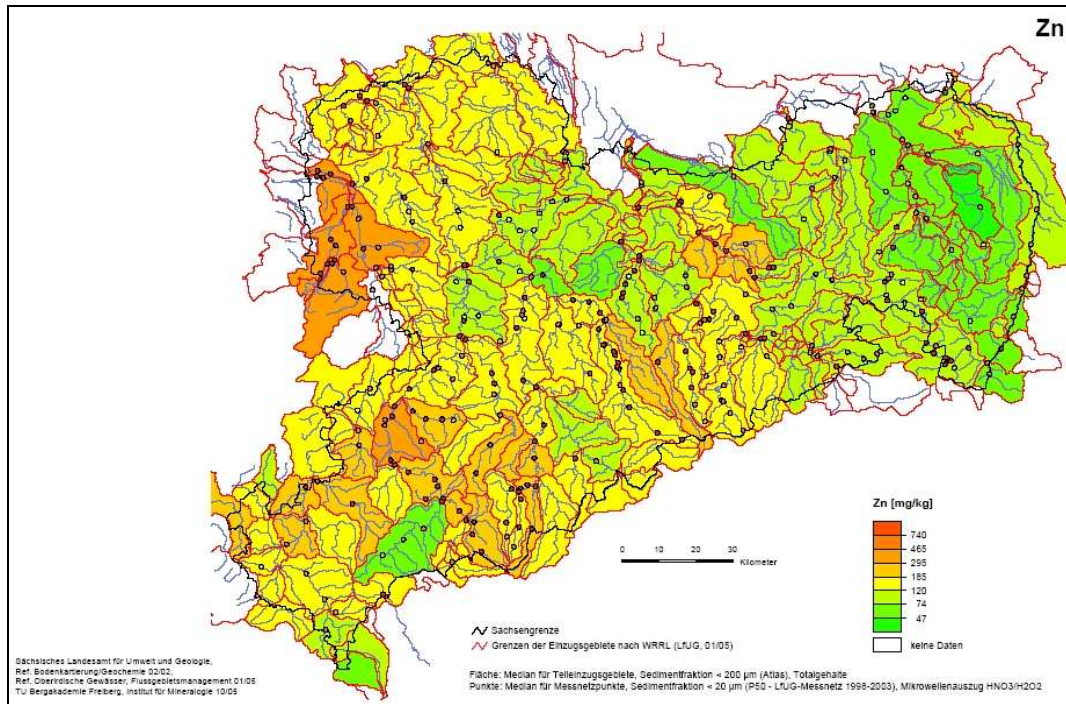 Zn
Zn [mg/kg]
740
465
295
185
120
74
47
keine Daten
0 10 20 30
Kilometer
Sachsengrenze
Grenzen der Einzugsgebiete nach WRRL (LfUG, 01/05)
Sächsisches Landesamt für Umwelt und Geologie,
Ref. Bodenkartierung/Geochemie 02/02,
Ref. Oberirdische Gewässer, Flussgebietsmanagement 01/05
TU Bergakademie Freiberg, Institut für Mineralogie 10/05
Fläche: Median für Teileinzugsgebiete, Sedimentfraktion < 200 µm (Atlas), Totalgehalte
Punkte: Median für Messnetzpunkte, Sedimentfraktion < 20 µm (P50 - LfUG-Messnetz 1998-2003), Mikrowellenauszug HNO3/H2O2